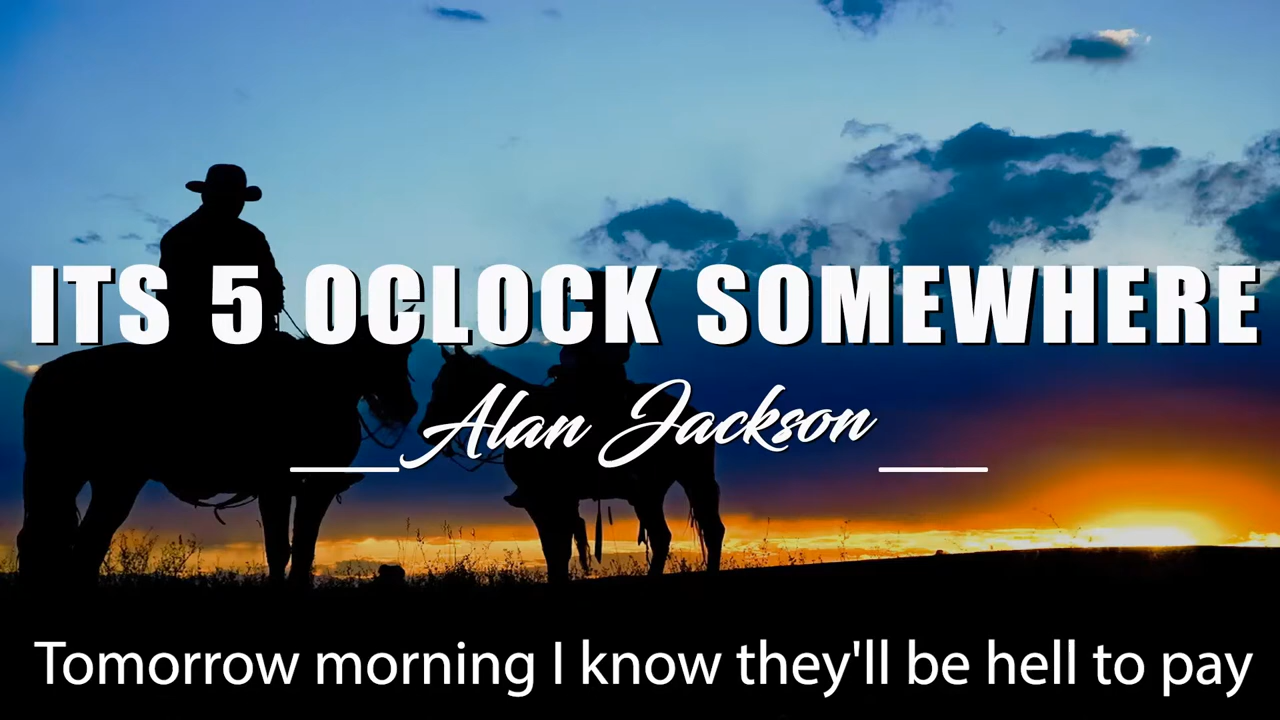 ITS 5 OCLOCK SOMEWHERE
Alan Jackson
Tomorrow morning I know they'll be hell to pay